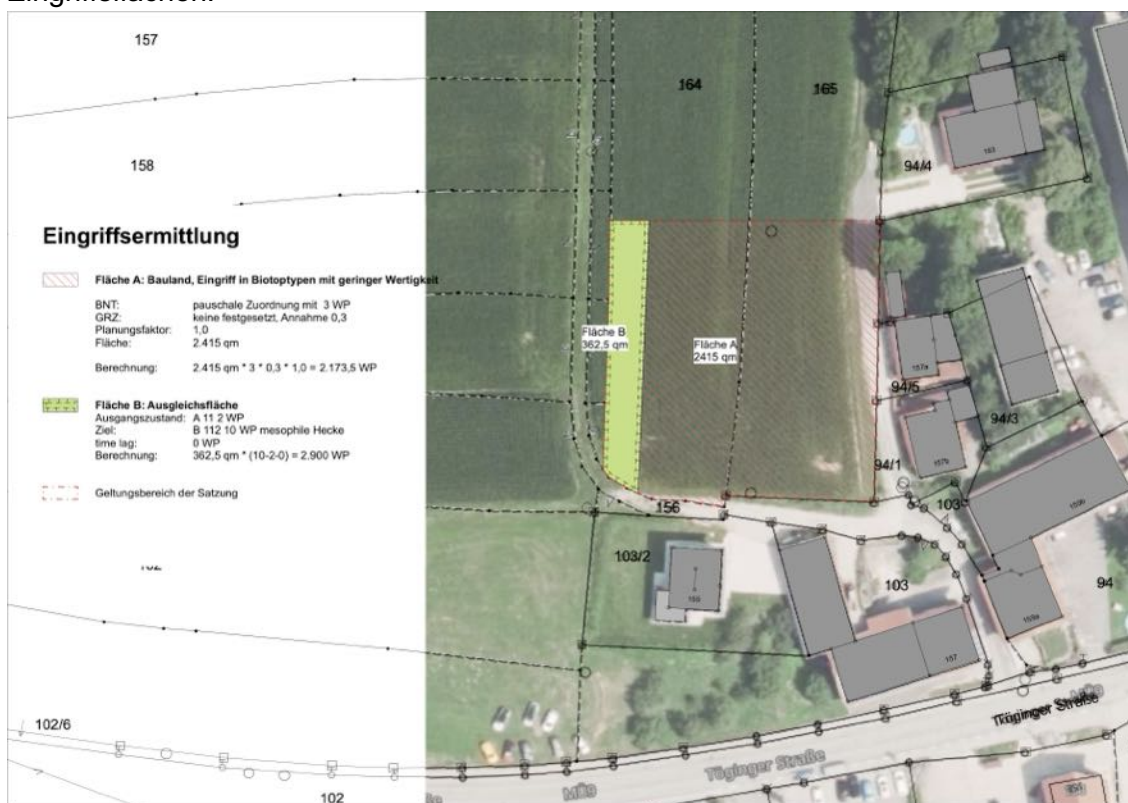 157
164
165
158
94/4
163
Eingriffsermittlung
Fläche A: Bauland, Eingriff in Biotoptypen mit geringer Wertigkeit
BNT: pauschale Zuordnung mit 3 WP
GRZ: keine festgesetzt, Annahme 0,3
Planungsfaktor: 1,0
Fläche: 2.415 qm
Berechnung: 2.415 qm * 3 * 0,3 * 1,0 = 2.173,5 WP
Fläche B: Ausgleichsfläche
Ausgangszustand: A 11 2 WP
Ziel: B 112 10 WP mesophile Hecke
time lag: 0 WP
Berechnung: 362,5 qm * (10-2-0) = 2.900 WP
Geltungsbereich der Satzung
Fläche B
362,5 qm
Fläche A
2415 qm
157a
94/5
94/3
157b
94/1
103
156
103/2
103
94
159a
157
102/6
Töginger Straße
Töginger Straße
MÜ9
MÜ9
102